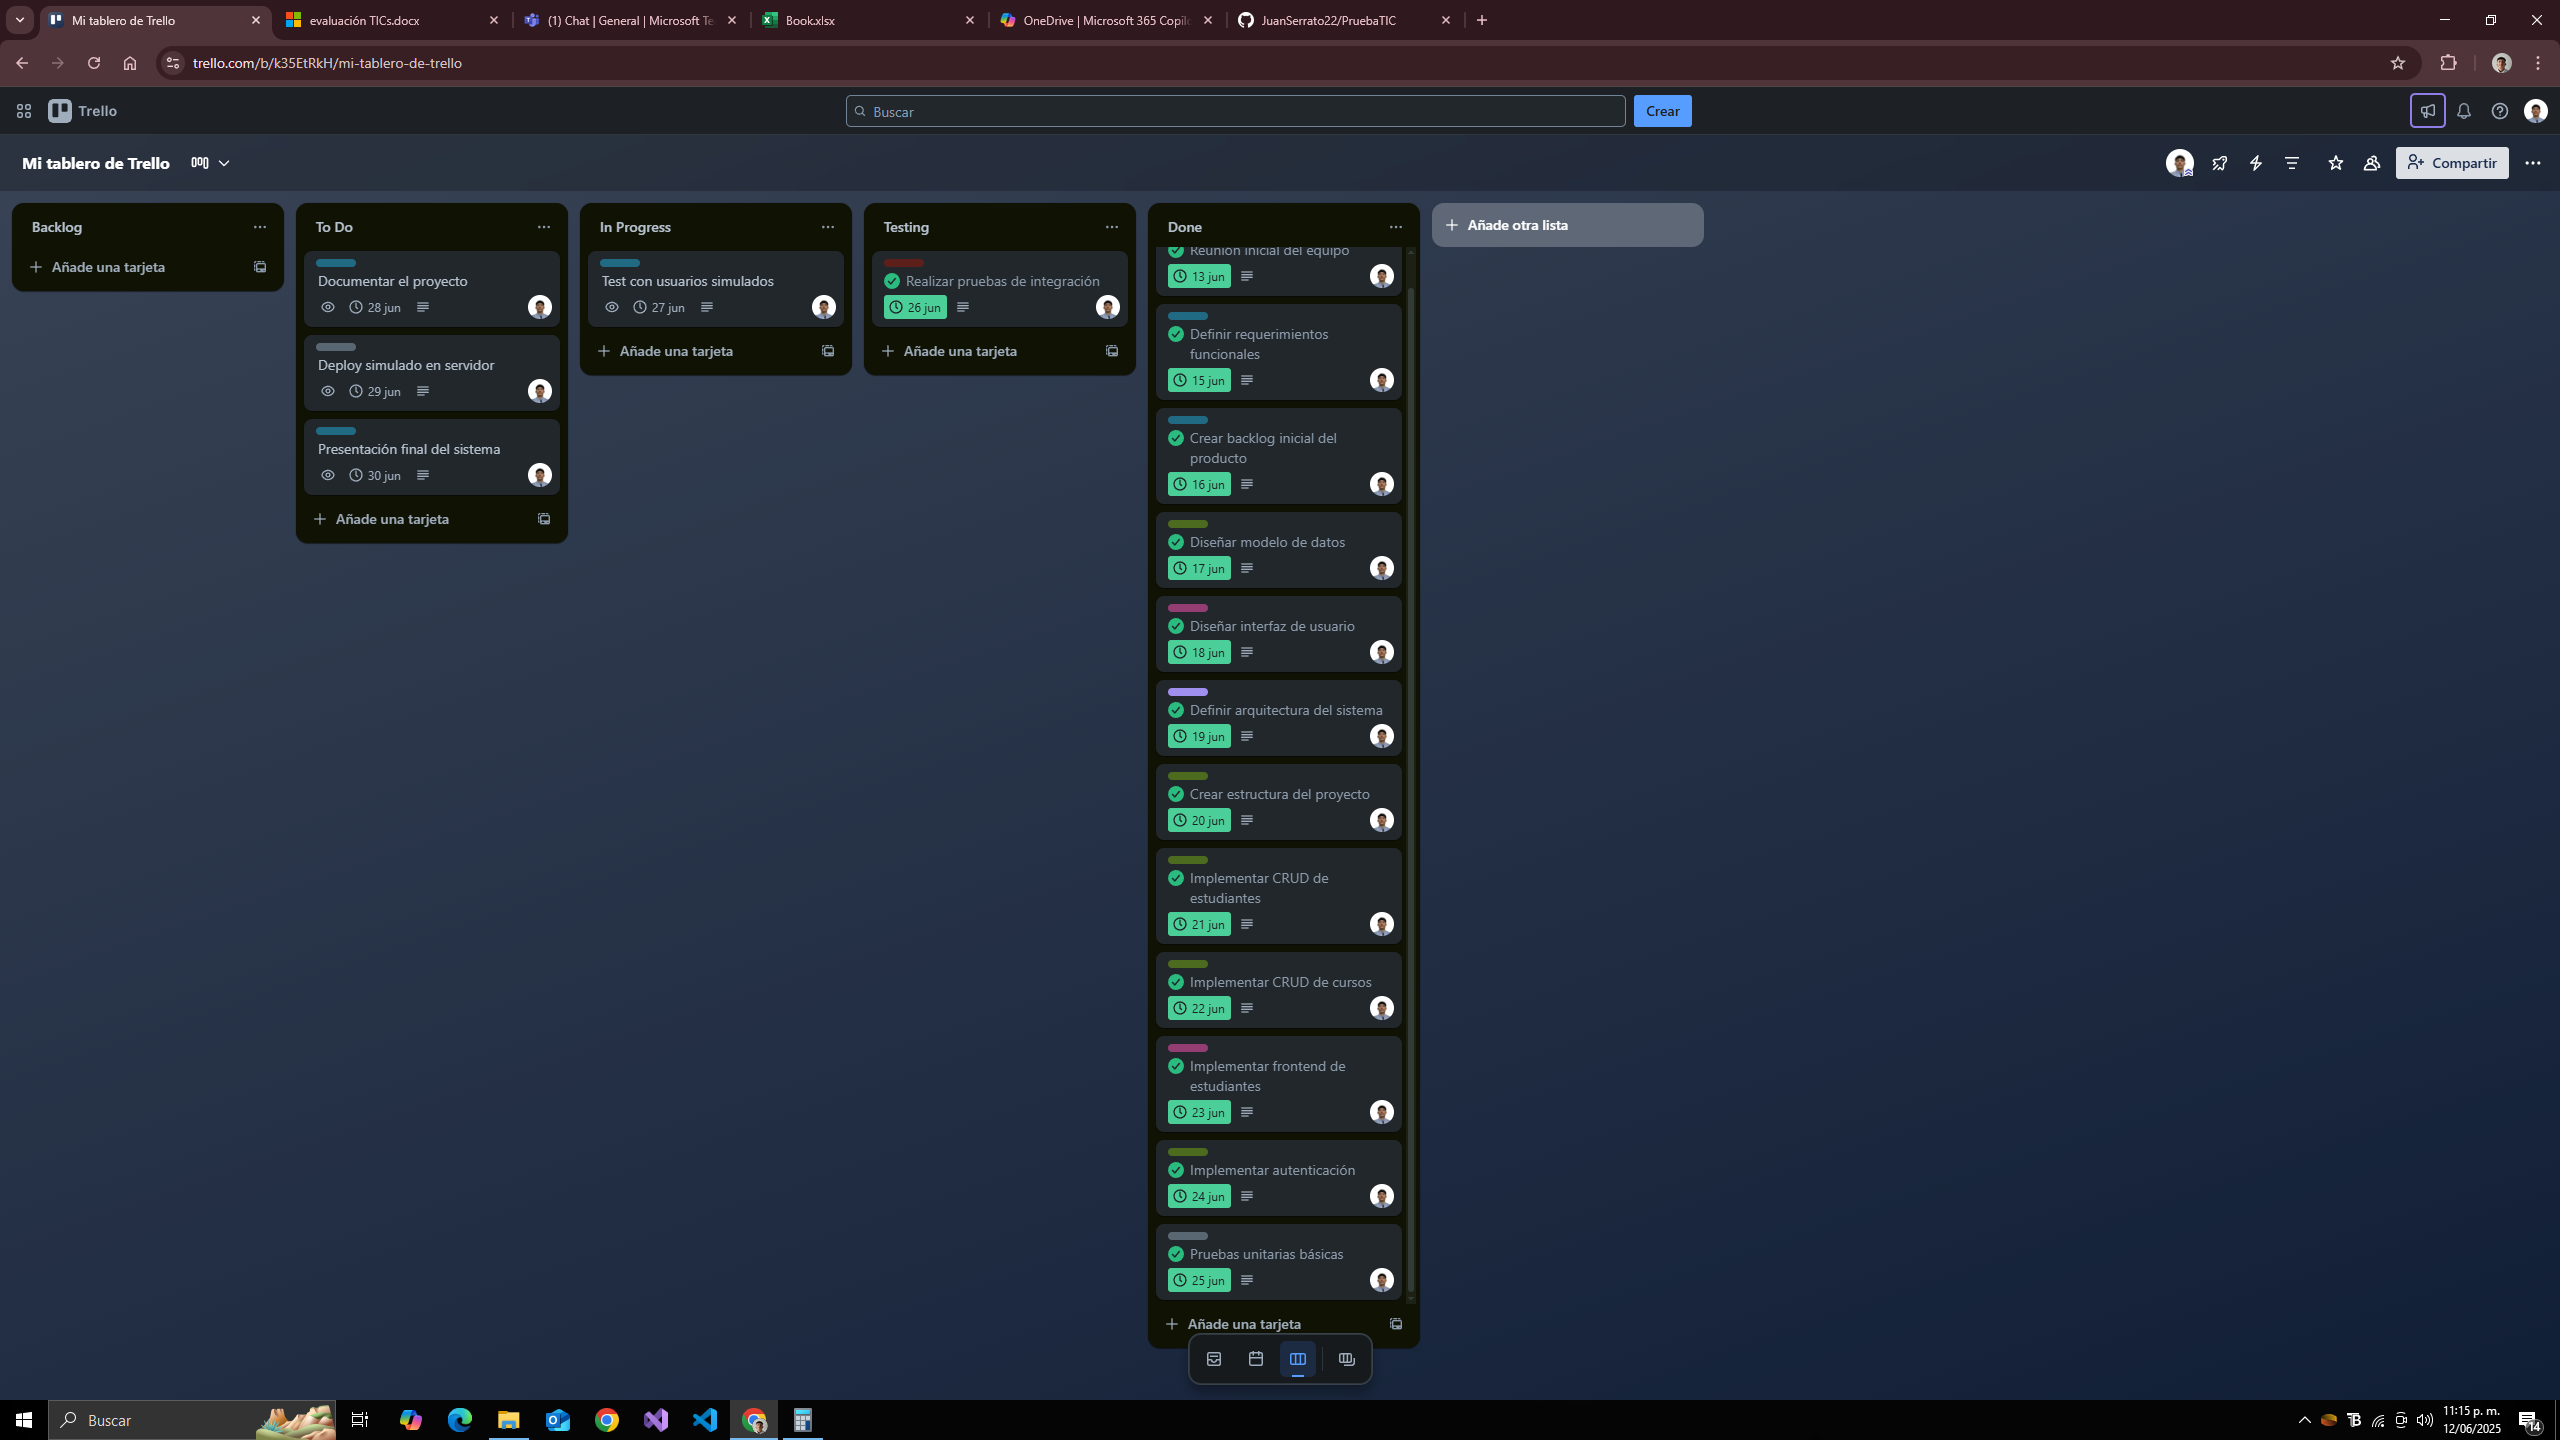 Mi tablero de Trello
evaluación TICs.docx
(1) Chat | General | Microsoft Te
Book.xlsx
OneDrive | Microsoft 365 Copil
JuanSerrato22/PruebaTIC
trello.com/b/k35EtRkH/mi-tablero-de-trello
Trello
Buscar
Crear
Mi tablero de Trello
Compartir
Backlog
Añade una tarjeta
To Do
Documentar el proyecto
28 jun
Deploy simulado en servidor
29 jun
Presentación final del sistema
30 jun
Añade una tarjeta
In Progress
Test con usuarios simulados
27 jun
Añade una tarjeta
Testing
Realizar pruebas de integración
26 jun
Añade una tarjeta
Done
Reunión inicial del equipo
13 jun
Definir requerimientos
funcionales
15 jun
Crear backlog inicial del
producto
16 jun
Diseñar modelo de datos
17 jun
Diseñar interfaz de usuario
18 jun
Definir arquitectura del sistema
19 jun
Crear estructura del proyecto
20 jun
Implementar CRUD de
estudiantes
21 jun
Implementar CRUD de cursos
22 jun
Implementar frontend de
estudiantes
23 jun
Implementar autenticación
24 jun
Pruebas unitarias básicas
25 jun
Añade una tarjeta
Añade otra lista
Buscar
11:15 p. m.
12/06/2025
14